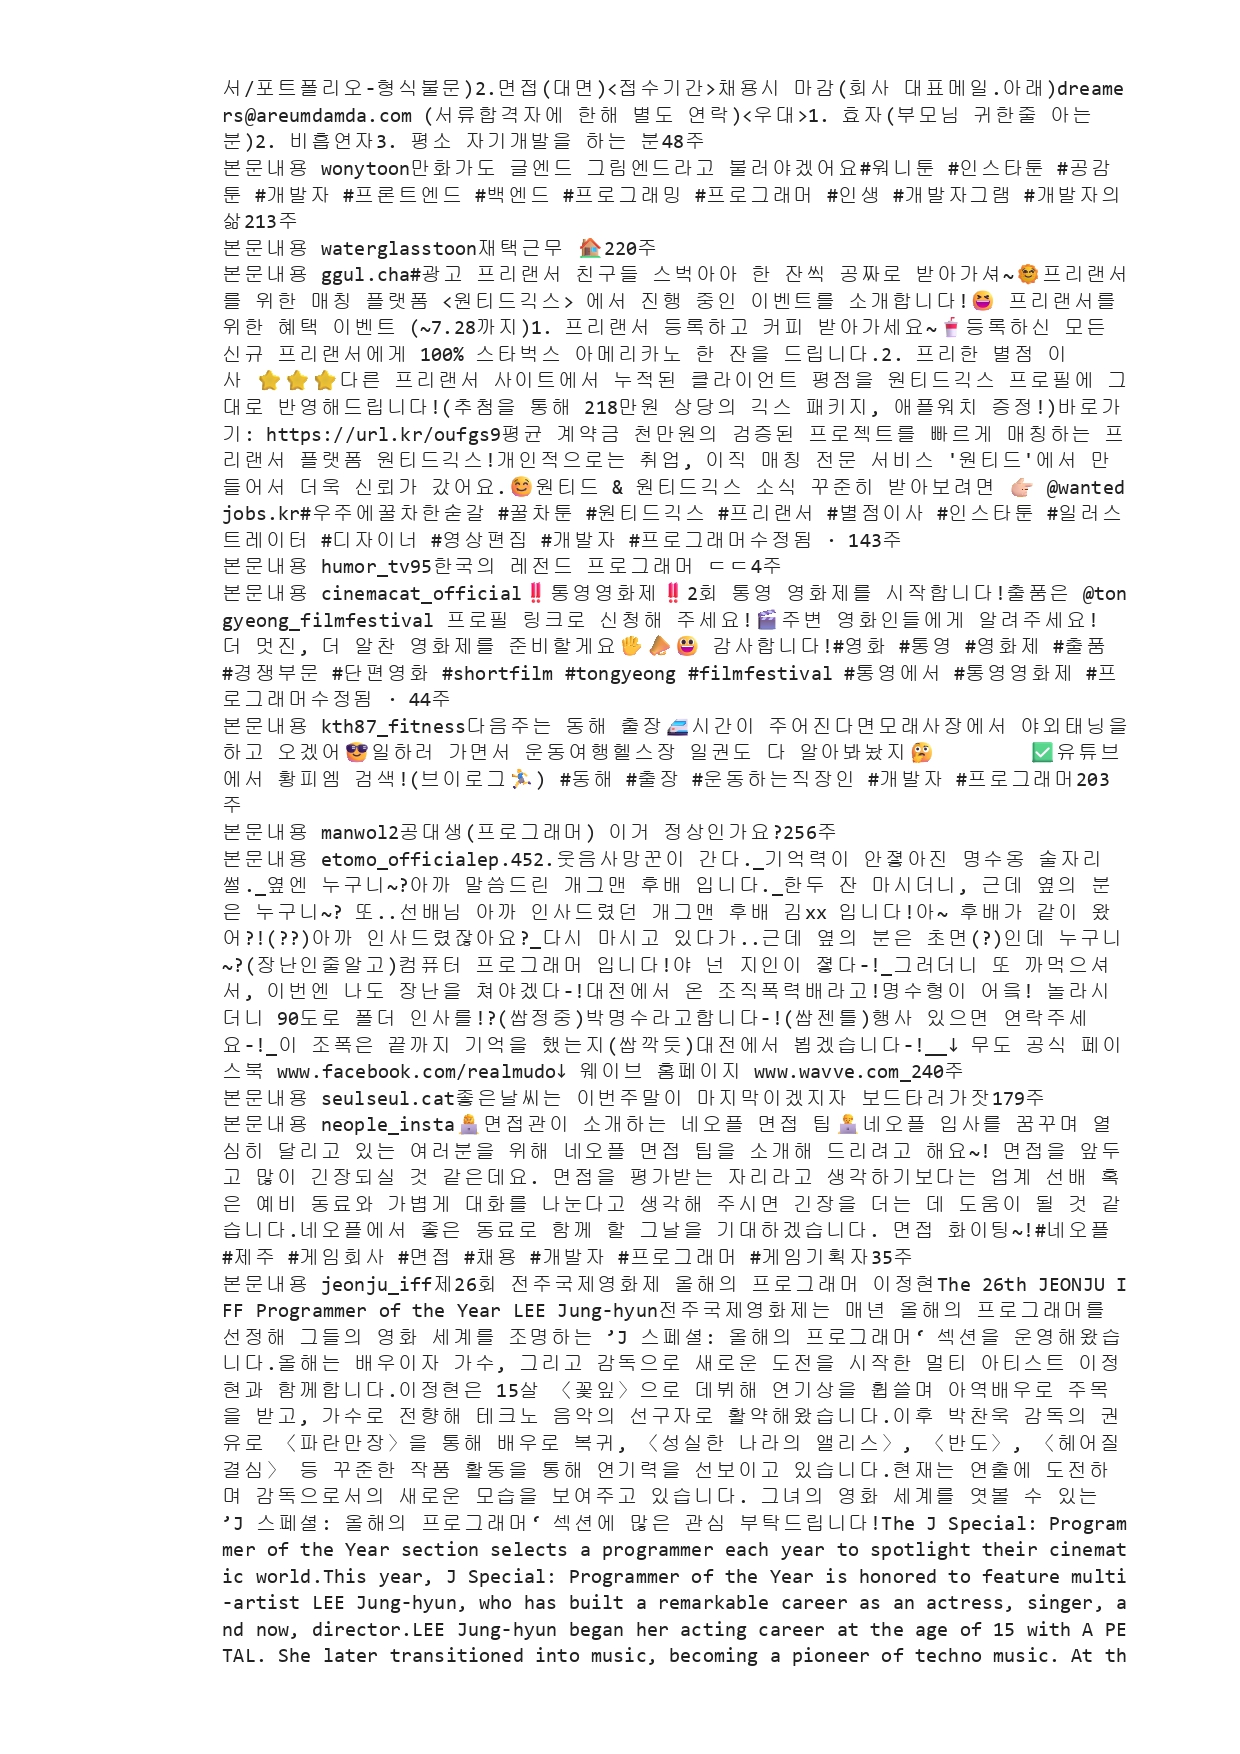 서/포트폴리오-형식불문)2.면접(대면)<접수기간>채용시 마감(회사 대표메일.아래)dreame
rs@areumdamda.com (서류합격자에 한해 별도 연락)<우대>1. 효자(부모님 귀한줄 아는
분)2. 비흡연자3. 평소 자기개발을 하는 분48주
본문내용 wonytoon만화가도 글엔드 그림엔드라고 불러야겠어요#워니툰 #인스타툰 #공감
툰 #개발자 #프론트엔드 #백엔드 #프로그래밍 #프로그래머 #인생 #개발자그램 #개발자의
삶213주
본문내용 waterglasstoon재택근무 🏠220주
본문내용 ggul.cha#광고 프리랜서 친구들 스벅아아 한 잔씩 공짜로 받아가셔~🌞프리랜서
를 위한 매칭 플랫폼 <원티드긱스> 에서 진행 중인 이벤트를 소개합니다!😆 프리랜서를
위한 혜택 이벤트 (~7.28까지)1. 프리랜서 등록하고 커피 받아가세요~🥤등록하신 모든
신규 프리랜서에게 100% 스타벅스 아메리카노 한 잔을 드립니다.2. 프리한 별점 이
사 ⭐⭐⭐다른 프리랜서 사이트에서 누적된 클라이언트 평점을 원티드긱스 프로필에 그
대로 반영해드립니다!(추첨을 통해 218만원 상당의 긱스 패키지, 애플워치 증정!)바로가
기: https://url.kr/oufgs9평균 계약금 천만원의 검증된 프로젝트를 빠르게 매칭하는 프
리랜서 플랫폼 원티드긱스!개인적으로는 취업, 이직 매칭 전문 서비스 '원티드'에서 만
들어서 더욱 신뢰가 갔어요.😊원티드 & 원티드긱스 소식 꾸준히 받아보려면 👉🏻 @wanted
jobs.kr#우주에꿀차한숟갈 #꿀차툰 #원티드긱스 #프리랜서 #별점이사 #인스타툰 #일러스
트레이터 #디자이너 #영상편집 #개발자 #프로그래머수정됨 · 143주
본문내용 humor_tv95한국의 레전드 프로그래머 ㄷㄷ4주
본문내용 cinemacat_official‼️통영영화제‼️2회 통영 영화제를 시작합니다!출품은 @ton
gyeong_filmfestival 프로필 링크로 신청해 주세요!🎬주변 영화인들에게 알려주세요!
더 멋진, 더 알찬 영화제를 준비할게요✋📣😃 감사합니다!#영화 #통영 #영화제 #출품
#경쟁부문 #단편영화 #shortfilm #tongyeong #filmfestival #통영에서 #통영영화제 #프
로그래머수정됨 · 44주
본문내용 kth87_fitness다음주는 동해 출장🚄시간이 주어진다면모래사장에서 야외태닝을
하고 오겠어😎일하러 가면서 운동여행헬스장 일권도 다 알아봐놨지🤔 ✅유튜브
에서 황피엠 검색!(브이로그🏃) #동해 #출장 #운동하는직장인 #개발자 #프로그래머203
주
본문내용 manwol2공대생(프로그래머) 이거 정상인가요?256주
본문내용 etomo_officialep.452.웃음사망꾼이 간다._기억력이 안졓아진 명수옹 술자리
썰._옆엔 누구니~?아까 말씀드린 개그맨 후배 입니다._한두 잔 마시더니, 근데 옆의 분
은 누구니~? 또..선배님 아까 인사드렸던 개그맨 후배 김xx 입니다!아~ 후배가 같이 왔
어?!(??)아까 인사드렸잖아요?_다시 마시고 있다가..근데 옆의 분은 초면(?)인데 누구니
~?(장난인줄알고)컴퓨터 프로그래머 입니다!야 넌 지인이 졓다-!_그러더니 또 까먹으셔
서, 이번엔 나도 장난을 쳐야겠다-!대전에서 온 조직폭력배라고!명수형이 어읔! 놀라시
더니 90도로 폴더 인사를!?(쌉정중)박명수라고합니다-!(쌉젠틀)행사 있으면 연락주세
요-!_이 조폭은 끝까지 기억을 했는지(쌉깍듯)대전에서 뵙겠습니다-!__↓ 무도 공식 페이
스북 www.facebook.com/realmudo↓ 웨이브 홈페이지 www.wavve.com_240주
본문내용 seulseul.cat좋은날씨는 이번주말이 마지막이겠지자 보드타러가잣179주
본문내용 neople_insta👩‍💻면접관이 소개하는 네오플 면접 팁👨‍💻네오플 입사를 꿈꾸며 열
심히 달리고 있는 여러분을 위해 네오플 면접 팁을 소개해 드리려고 해요~! 면접을 앞두
고 많이 긴장되실 것 같은데요. 면접을 평가받는 자리라고 생각하기보다는 업계 선배 혹
은 예비 동료와 가볍게 대화를 나눈다고 생각해 주시면 긴장을 더는 데 도움이 될 것 같
습니다.네오플에서 좋은 동료로 함께 할 그날을 기대하겠습니다. 면접 화이팅~!#네오플
#제주 #게임회사 #면접 #채용 #개발자 #프로그래머 #게임기획자35주
본문내용 jeonju_iff제26회 전주국제영화제 올해의 프로그래머 이정현The 26th JEONJU I
FF Programmer of the Year LEE Jung-hyun전주국제영화제는 매년 올해의 프로그래머를
선정해 그들의 영화 세계를 조명하는 ’J 스페셜: 올해의 프로그래머‘ 섹션을 운영해왔습
니다.올해는 배우이자 가수, 그리고 감독으로 새로운 도전을 시작한 멀티 아티스트 이정
현과 함께합니다.이정현은 15살 〈꽃잎〉으로 데뷔해 연기상을 휩쓸며 아역배우로 주목
을 받고, 가수로 전향해 테크노 음악의 선구자로 활약해왔습니다.이후 박찬욱 감독의 권
유로 〈파란만장〉을 통해 배우로 복귀, 〈성실한 나라의 앨리스〉, 〈반도〉, 〈헤어질
결심〉 등 꾸준한 작품 활동을 통해 연기력을 선보이고 있습니다.현재는 연출에 도전하
며 감독으로서의 새로운 모습을 보여주고 있습니다. 그녀의 영화 세계를 엿볼 수 있는
’J 스페셜: 올해의 프로그래머‘ 섹션에 많은 관심 부탁드립니다!The J Special: Program
mer of the Year section selects a programmer each year to spotlight their cinemat
ic world.This year, J Special: Programmer of the Year is honored to feature multi
-artist LEE Jung-hyun, who has built a remarkable career as an actress, singer, a
nd now, director.LEE Jung-hyun began her acting career at the age of 15 with A PE
TAL. She later transitioned into music, becoming a pioneer of techno music. At th